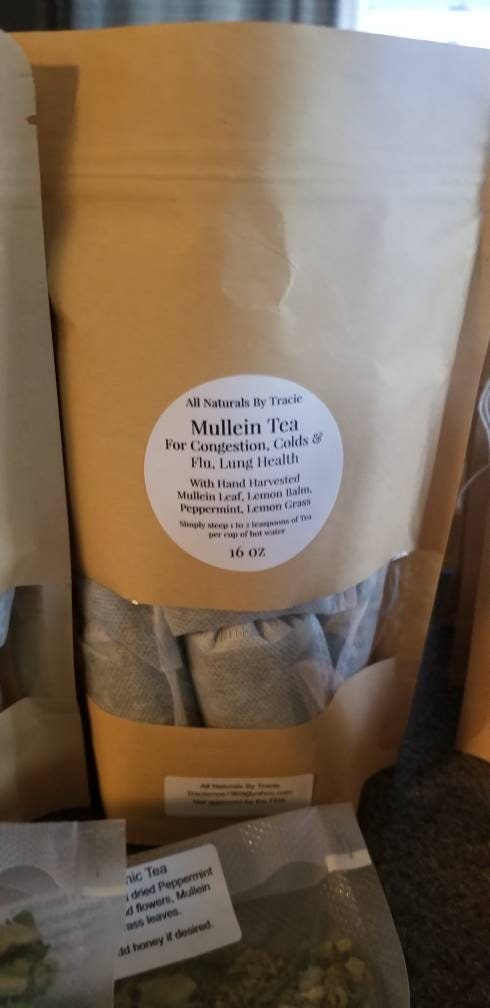 All Naturals By Tracie
Mullein Tea
For Congestion, Colds &
Flu, Lung Health
With Hand Harvested
Mullein Leaf, Lemon Balm,
Peppermint, Lemon Grass
Simply steep 1 to 2 teaspoons of Tea
per cup of hot water
16 oz
All Naturals By Tracie
Not approved by the FDA
nic Tea
dried Peppermint
d flowers, Mullein
ass leaves.
dd honey if desired.